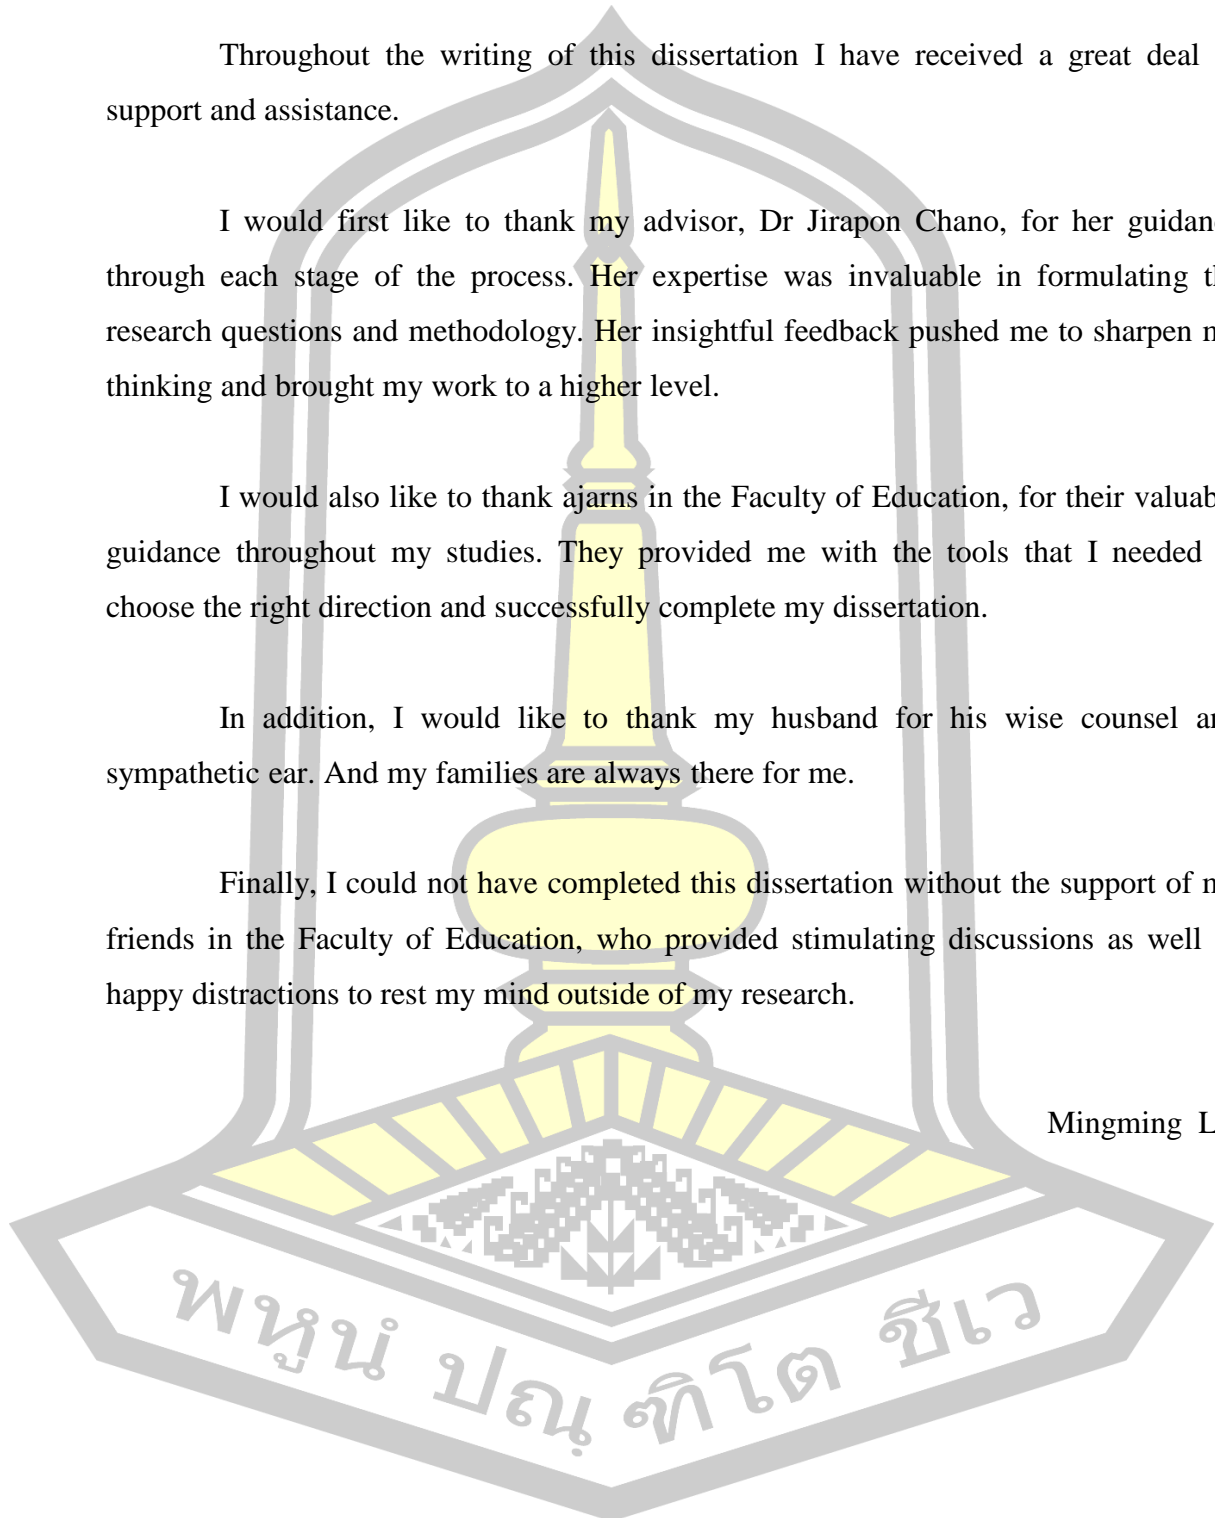 Throughout the writing of this dissertation I have received a great deal
support and assistance.
I would first like to thank my advisor, Dr Jirapon Chano, for her
through each stage of the process. Her expertise was invaluable in formulating
research questions and methodology. Her insightful feedback pushed me to sharpen
thinking and brought my work to a higher level.
I would also like to thank ajarns in the Faculty of Education, for their
guidance throughout my studies. They provided me with the tools that I needed
choose the right direction and successfully complete my dissertation.
In addition, I would like to thank my husband for his wise counsel
sympathetic ear. And my families are always there for me.
Finally, I could not have completed this dissertation without the support of
friends in the Faculty of Education, who provided stimulating discussions as well
happy distractions to rest my mind outside of my research.
Mingming
พหูนํ ปณฺฑิโต ชีเว